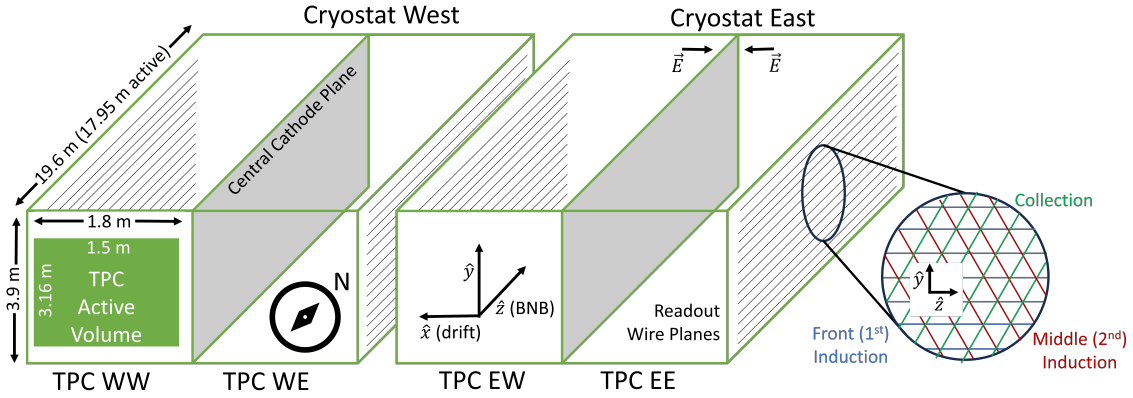 Cryostat West
Cryostat East
19.6 m (17.95 m active)
Central Cathode Plane
$\vec{E}$
$\vec{E}$
1.8 m
3.9 m
1.5 m
3.16 m
TPC
Active
Volume
N
ŷ
ẑ (BNB)
x̂ (drift)
Readout
Wire Planes
Collection
ŷ
ẑ
Front (1st)
Induction
Middle (2nd)
Induction
TPC WW
TPC WE
TPC EW
TPC EE